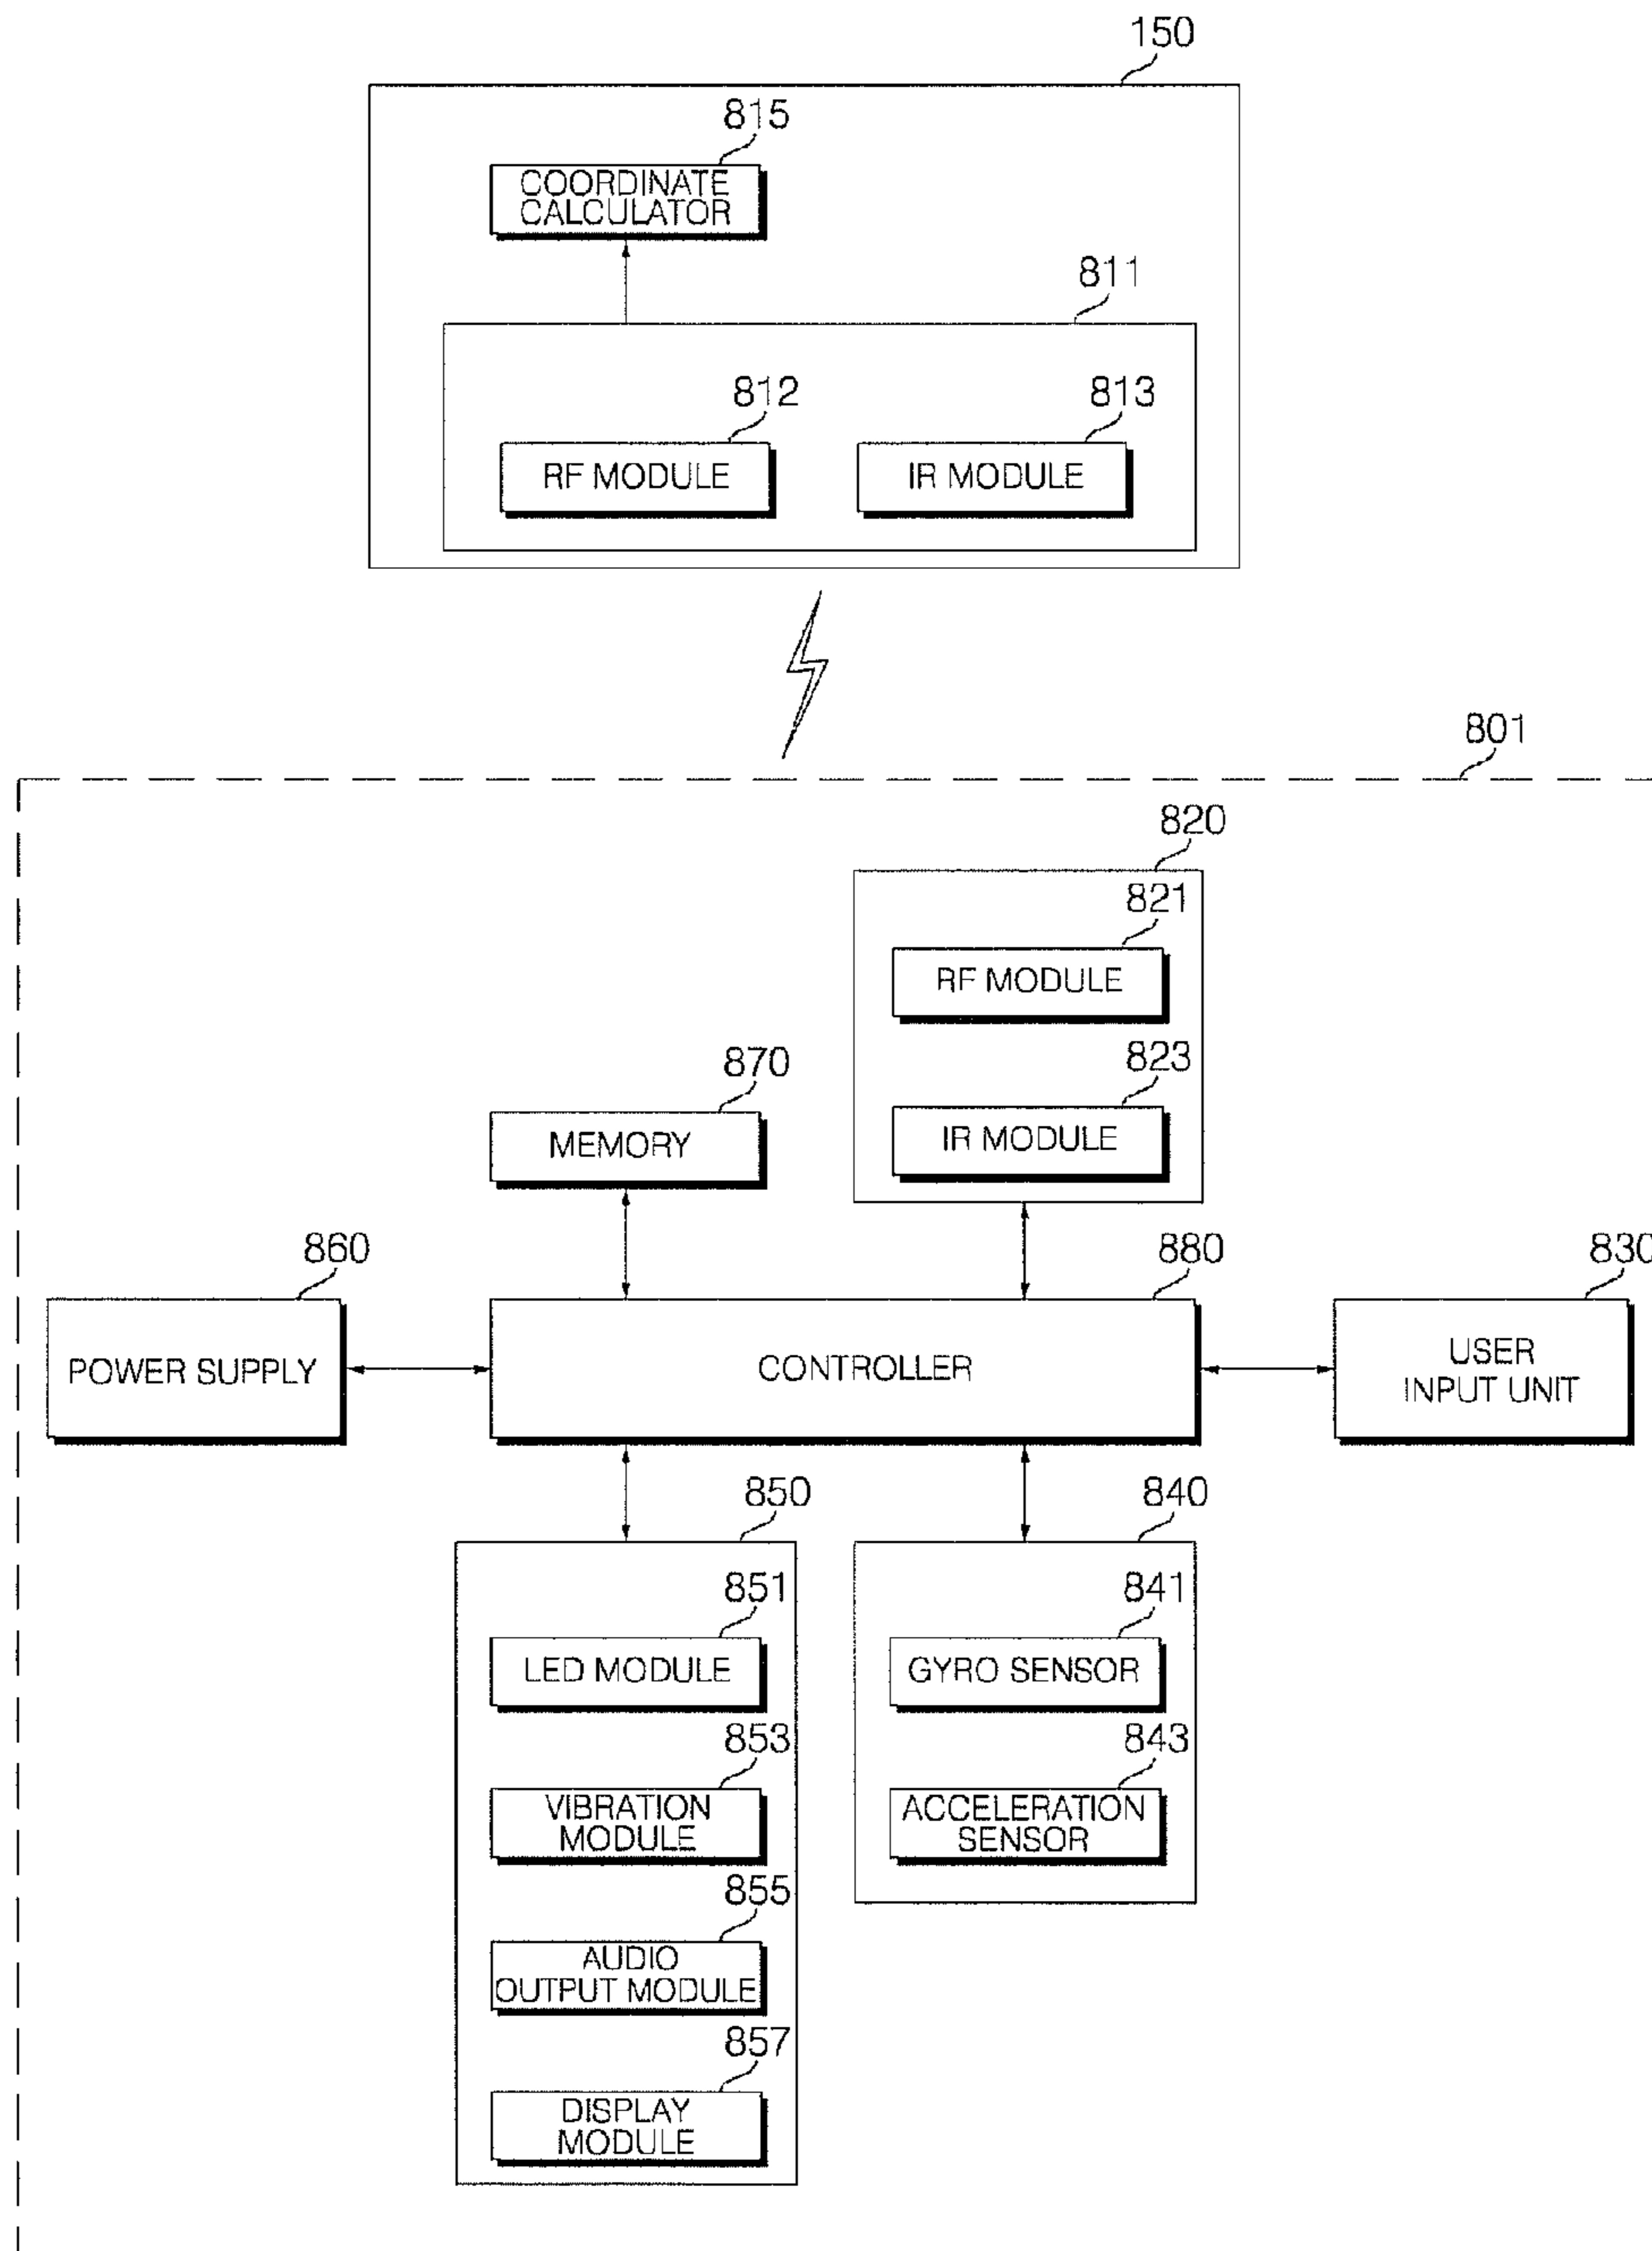 150
815
COORDINATE
CALCULATOR
811
812
813
RF MODULE
IR MODULE
801
820
821
RF MODULE
870
823
MEMORY
IR MODULE
860
880
830
POWER SUPPLY
CONTROLLER
USER
INPUT UNIT
850
840
851
841
LED MODULE
GYRO SENSOR
853
843
VIBRATION
MODULE
ACCELERATION
SENSOR
855
AUDIO
OUTPUT MODULE
857
DISPLAY
MODULE